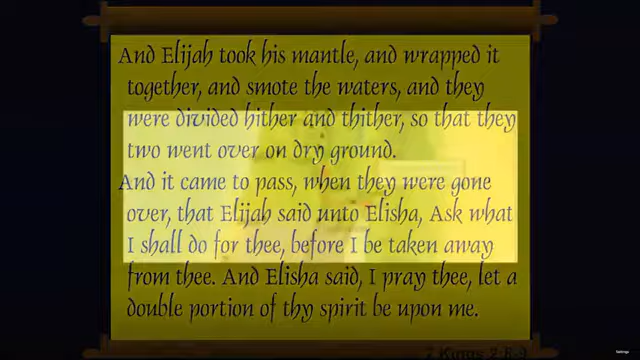 And Elijah took his mantle, and wrapped it
together, and smote the waters, and they
were divided hither and thither, so that they
two went over on dry ground.
And it came to pass, when they were gone
over, that Elijah said unto Elisha, Ask what
I shall do for thee, before I be taken away
from thee. And Elisha said, I pray thee, let a
double portion of thy spirit be upon me.
Kings